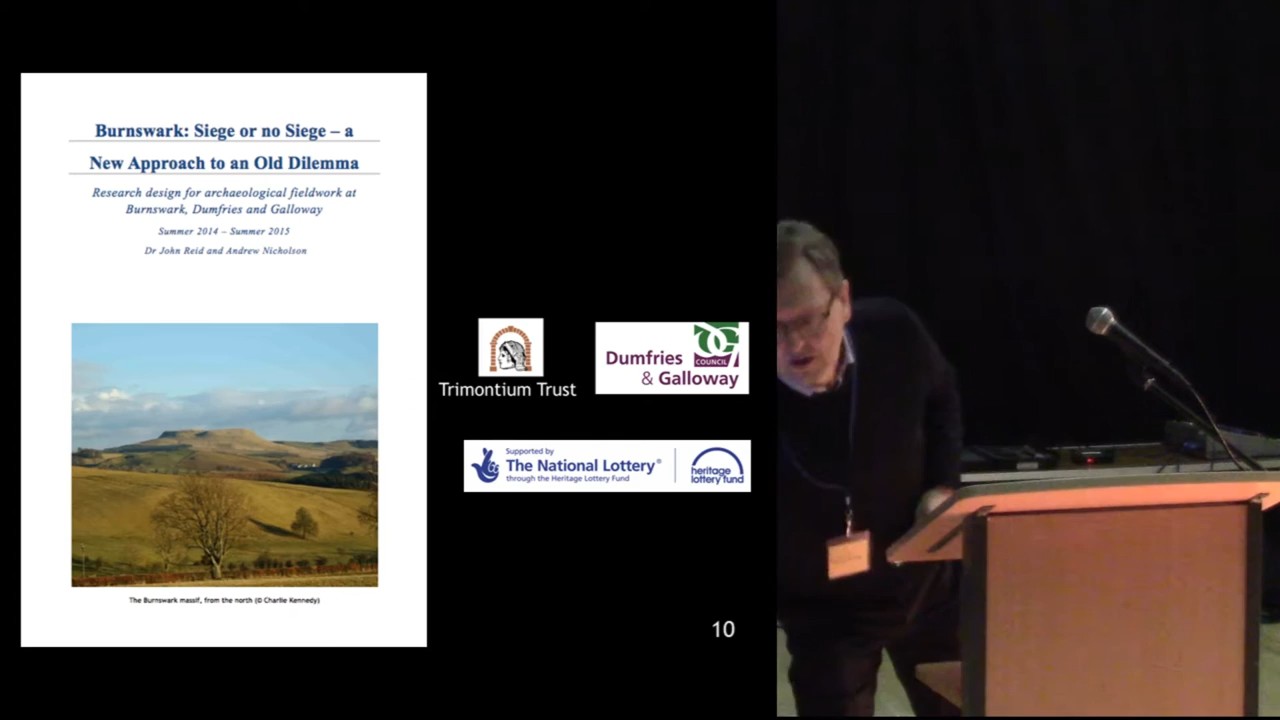 Burnswark: Siege or no Siege – a
New Approach to an Old Dilemma
Research design for archaeological fieldwork at
Burnswark, Dumfries and Galloway
Summer 2014 – Summer 2015
Dr John Reid and Andrew Nicholson
The Burnswark massif, from the north (© Charlie Kennedy)
Trimontium Trust
Dumfries
& Galloway
COUNCIL
Supported by
The National Lottery®
through the Heritage Lottery Fund
heritage
lottery fund
10